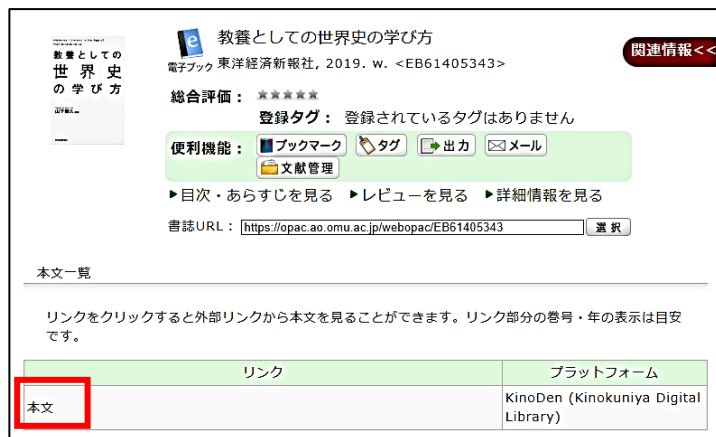 教養としての
世界史
の学び方
教養としての世界史の学び方
電子ブック 東洋経済新報社, 2019. w. <EB61405343>
関連情報<<
総合評価： ★★★★★
登録タグ： 登録されているタグはありません
便利機能： ブックマーク タグ 出力 メール
文献管理
▶目次・あらすじを見る ▶レビューを見る ▶詳細情報を見る
書誌URL： https://opac.ao.omu.ac.jp/webopac/EB61405343 選択
本文一覧
リンクをクリックすると外部リンクから本文を見ることができます。リンク部分の巻号・年の表示は目安
です。
リンク プラットフォーム
本文 KinoDen (Kinokuniya Digital
Library)